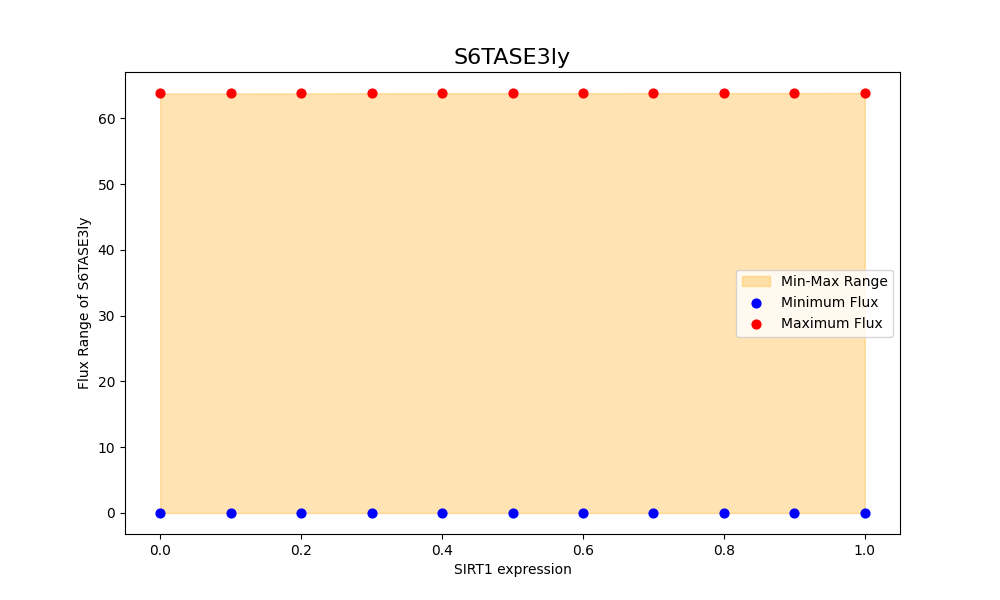 S6TASE3ly
Flux Range of S6TASE3ly
60
50
40
30
20
10
0
Min-Max Range
Minimum Flux
Maximum Flux
0.0 0.2 0.4 0.6 0.8 1.0
SIRT1 expression